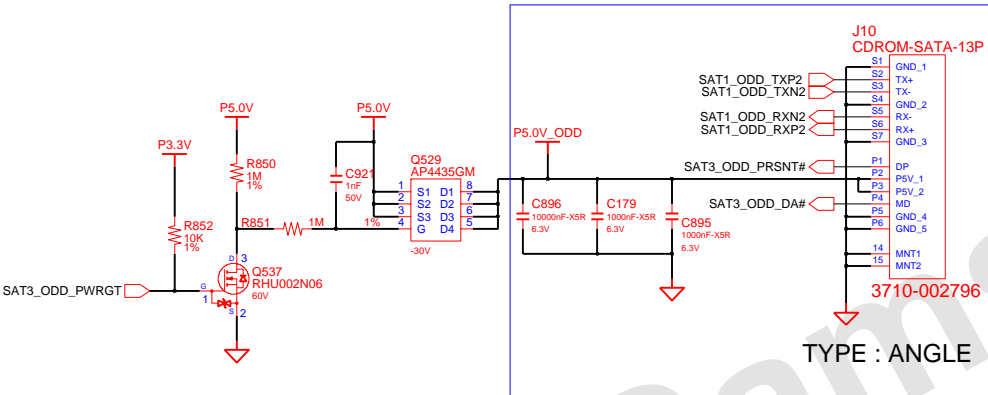 J10
CDROM-SATA-13P
S1 GND_1
SAT1_ODD_TXP2 S2 TX+
SAT1_ODD_TXN2 S3 TX-
S4 GND_2
SAT1_ODD_RXN2 S5 RX-
SAT1_ODD_RXP2 S6 RX+
S7 GND_3
SAT3_ODD_PRSNT# P1 DP
P2 P5V_1
P3 P5V_2
SAT3_ODD_DA# P4 MD
P5 GND_4
P6 GND_5
14 MNT1
15 MNT2
3710-002796
TYPE : ANGLE
P5.0V
P5.0V
P5.0V_ODD
P3.3V
R850
1M
1%
C921
1nF
50V
Q529
AP4435GM
1 S1 D1 8
2 S2 D2 7
3 S3 D3 6
4 G D4 5
-30V
R852
10K
1%
R851 1M 1%
C896
10000nF-X5R
6.3V
C179
1000nF-X5R
6.3V
C895
1000nF-X5R
6.3V
D 3
Q537
RHU002N06
60V
SAT3_ODD_PWRGT G
1
S 2
Sams